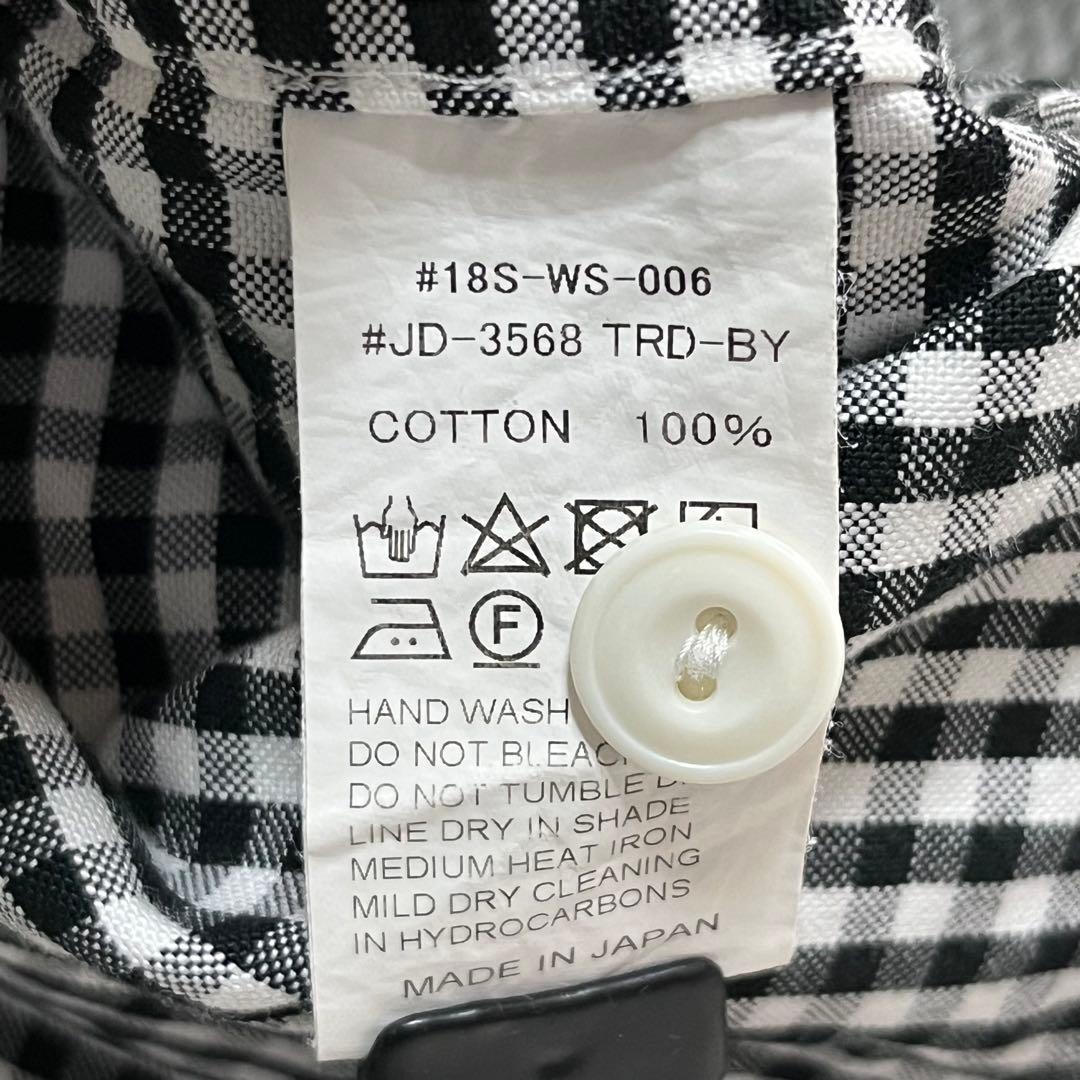 #18S-WS-006
#JD-3568 TRD-BY
COTTON 100%
F
HAND WASH
DO NOT BLEAC
DO NOT TUMBLE D
LINE DRY IN SHADE
MEDIUM HEAT IRON
MILD DRY CLEANING
IN HYDROCARBONS
MADE IN JAPAN